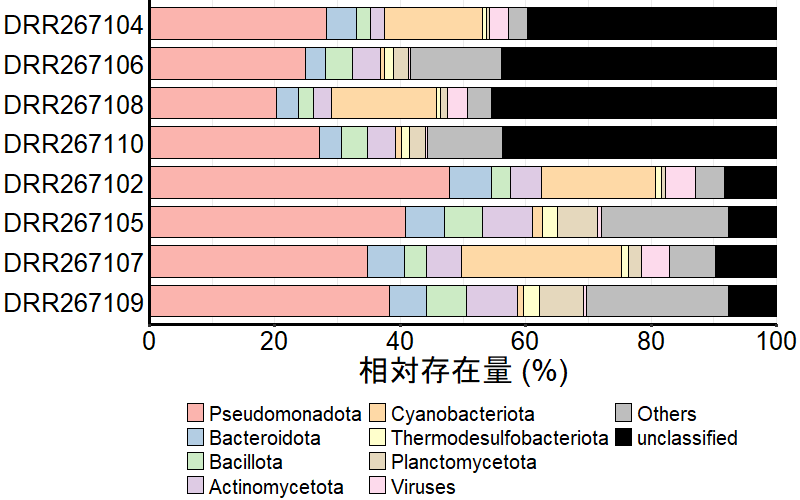 DRR267104
DRR267106
DRR267108
DRR267110
DRR267102
DRR267105
DRR267107
DRR267109
0 20 40 60 80 100
相対存在量 (%)
Pseudomonadota Cyanobacteriota Others
Bacteroidota Thermodesulfobacteriota unclassified
Bacillota Planctomycetota
Actinomycetota Viruses